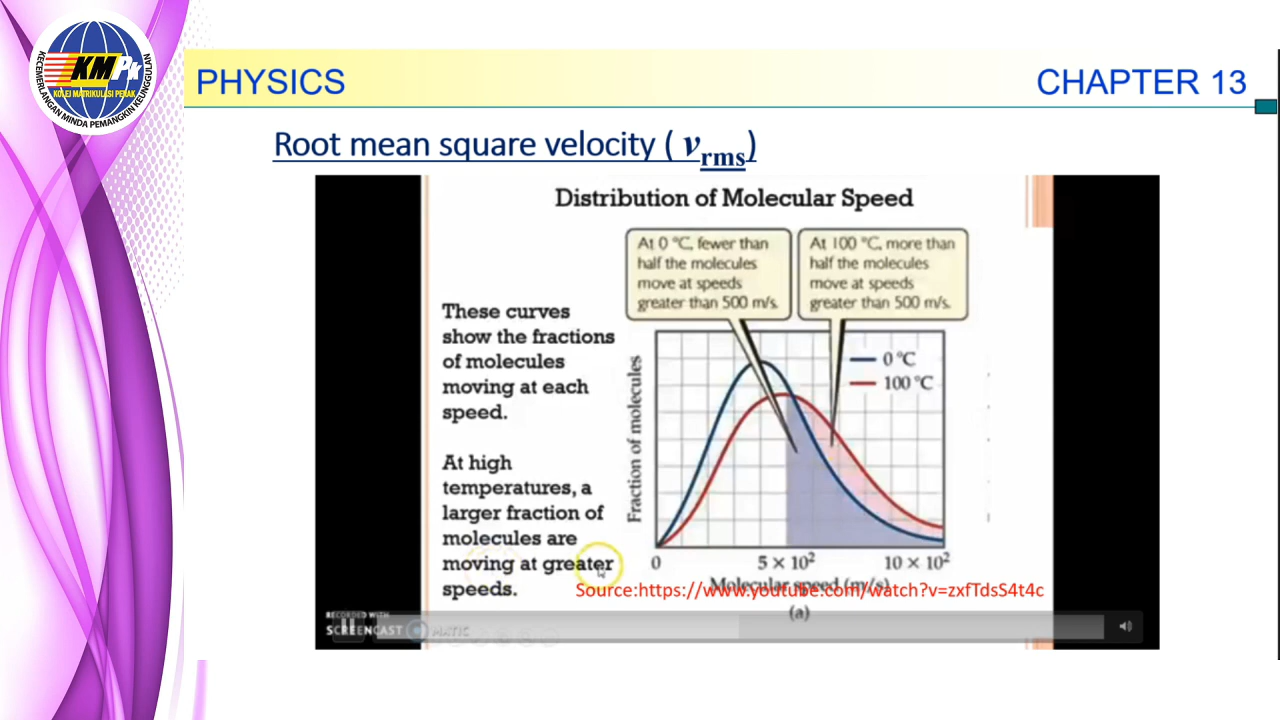 KMPk
KOLEJ MATRIKULASI PERAK
KECEMERLANGAN MINDA PEMANGKIN KEUNGGULAN
PHYSICS
CHAPTER 13
Root mean square velocity ( vrms)
Distribution of Molecular Speed
These curves
show the fractions
of molecules
moving at each
speed.
At high
temperatures, a
larger fraction of
molecules are
moving at greater
speeds.
At 0 °C, fewer than
half the molecules
move at speeds
greater than 500 m/s.
At 100 °C, more than
half the molecules
move at speeds
greater than 500 m/s.
0 °C
100 °C
Fraction of molecules
0
5 × 10²
10 × 10²
Molecular speed (m/s)
Source:https://www.youtube.com/watch?v=zxfTdsS4t4c
(a)
RECORDED WITH
SCREENCAST MATIC